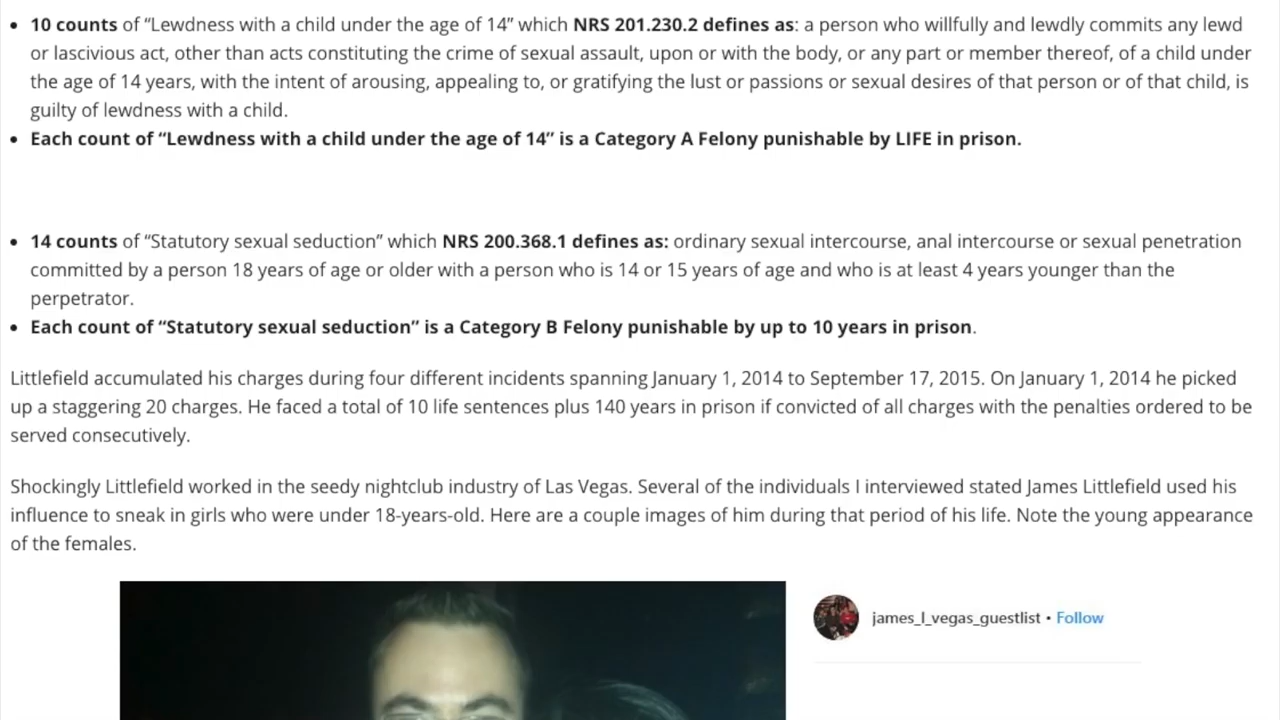 • 10 counts of “Lewdness with a child under the age of 14” which NRS 201.230.2 defines as: a person who willfully and lewdly commits any lewd
or lascivious act, other than acts constituting the crime of sexual assault, upon or with the body, or any part or member thereof, of a child under
the age of 14 years, with the intent of arousing, appealing to, or gratifying the lust or passions or sexual desires of that person or of that child, is
guilty of lewdness with a child.
• Each count of “Lewdness with a child under the age of 14” is a Category A Felony punishable by LIFE in prison.
• 14 counts of “Statutory sexual seduction” which NRS 200.368.1 defines as: ordinary sexual intercourse, anal intercourse or sexual penetration
committed by a person 18 years of age or older with a person who is 14 or 15 years of age and who is at least 4 years younger than the
perpetrator.
• Each count of “Statutory sexual seduction” is a Category B Felony punishable by up to 10 years in prison.
Littlefield accumulated his charges during four different incidents spanning January 1, 2014 to September 17, 2015. On January 1, 2014 he picked
up a staggering 20 charges. He faced a total of 10 life sentences plus 140 years in prison if convicted of all charges with the penalties ordered to be
served consecutively.
Shockingly Littlefield worked in the seedy nightclub industry of Las Vegas. Several of the individuals I interviewed stated James Littlefield used his
influence to sneak in girls who were under 18-years-old. Here are a couple images of him during that period of his life. Note the young appearance
of the females.
james_l_vegas_guestlist • Follow